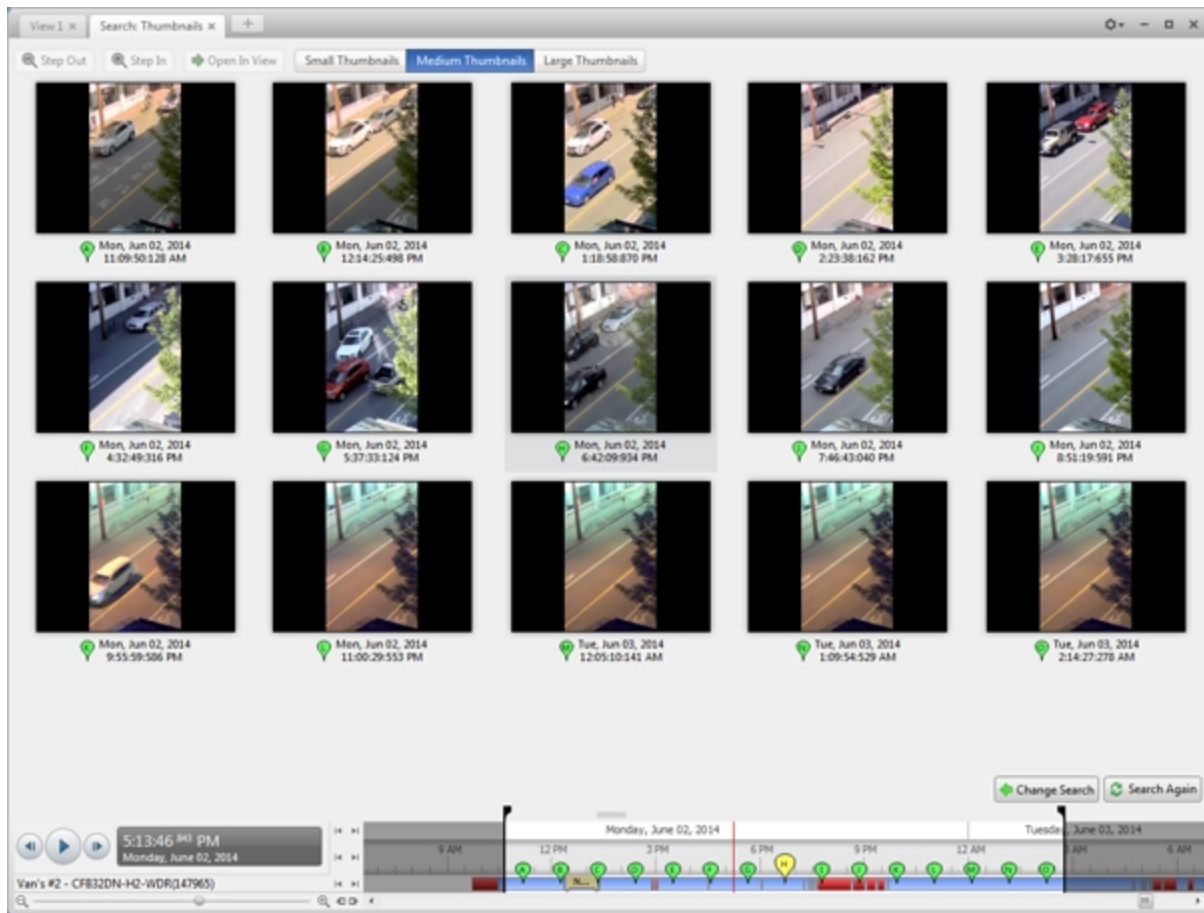 View 1 ×
Search: Thumbnails ×
+
Step Out
Step In
Open In View
Small Thumbnails
Medium Thumbnails
Large Thumbnails
A Mon, Jun 02, 2014
11:09:50:128 AM
B Mon, Jun 02, 2014
12:14:25:498 PM
C Mon, Jun 02, 2014
1:18:58:870 PM
D Mon, Jun 02, 2014
2:23:38:162 PM
E Mon, Jun 02, 2014
3:28:17:655 PM
F Mon, Jun 02, 2014
4:32:49:316 PM
G Mon, Jun 02, 2014
5:37:33:124 PM
H Mon, Jun 02, 2014
6:42:09:934 PM
I Mon, Jun 02, 2014
7:46:43:040 PM
J Mon, Jun 02, 2014
8:51:19:591 PM
K Mon, Jun 02, 2014
9:55:59:586 PM
L Mon, Jun 02, 2014
11:00:29:553 PM
M Tue, Jun 03, 2014
12:05:10:141 AM
N Tue, Jun 03, 2014
1:09:54:529 AM
O Tue, Jun 03, 2014
2:14:27:278 AM
Change Search
Search Again
5:13:46 .843 PM
Monday, June 02, 2014
Monday, June 02, 2014
Tuesday, June 03, 2014
9 AM
12 PM
3 PM
6 PM
9 PM
12 AM
3 AM
6 AM
A B C D E F G H I J K L M N O
N...
Van's #2 - CFB32DN-H2-WDR(147965)